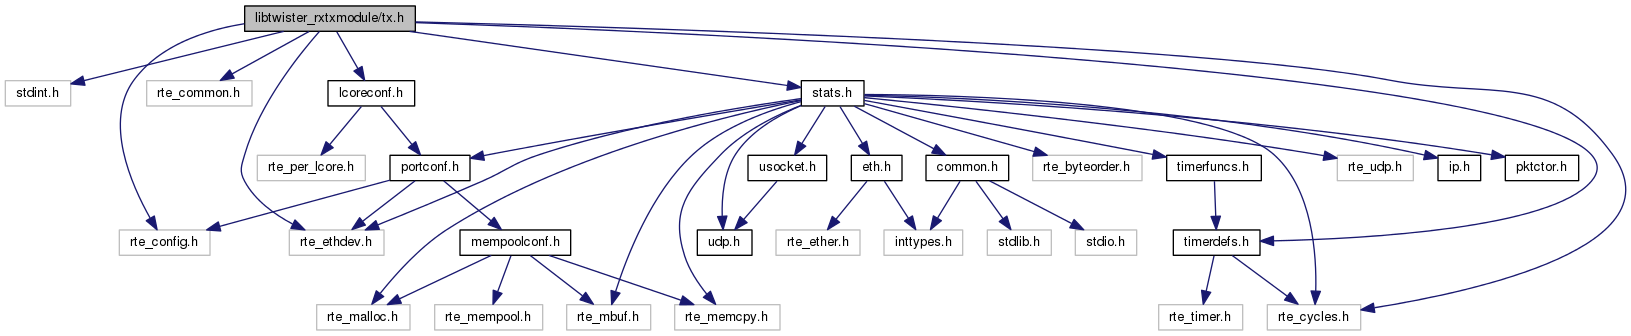 libtwister_rxtxmodule/tx.h
stdint.h
rte_common.h
lcoreconf.h
stats.h
rte_per_lcore.h
portconf.h
usocket.h
eth.h
common.h
rte_byteorder.h
timerfuncs.h
rte_udp.h
ip.h
pktctor.h
rte_config.h
rte_ethdev.h
mempoolconf.h
udp.h
rte_ether.h
inttypes.h
stdlib.h
stdio.h
timerdefs.h
rte_malloc.h
rte_mempool.h
rte_mbuf.h
rte_memcpy.h
rte_timer.h
rte_cycles.h